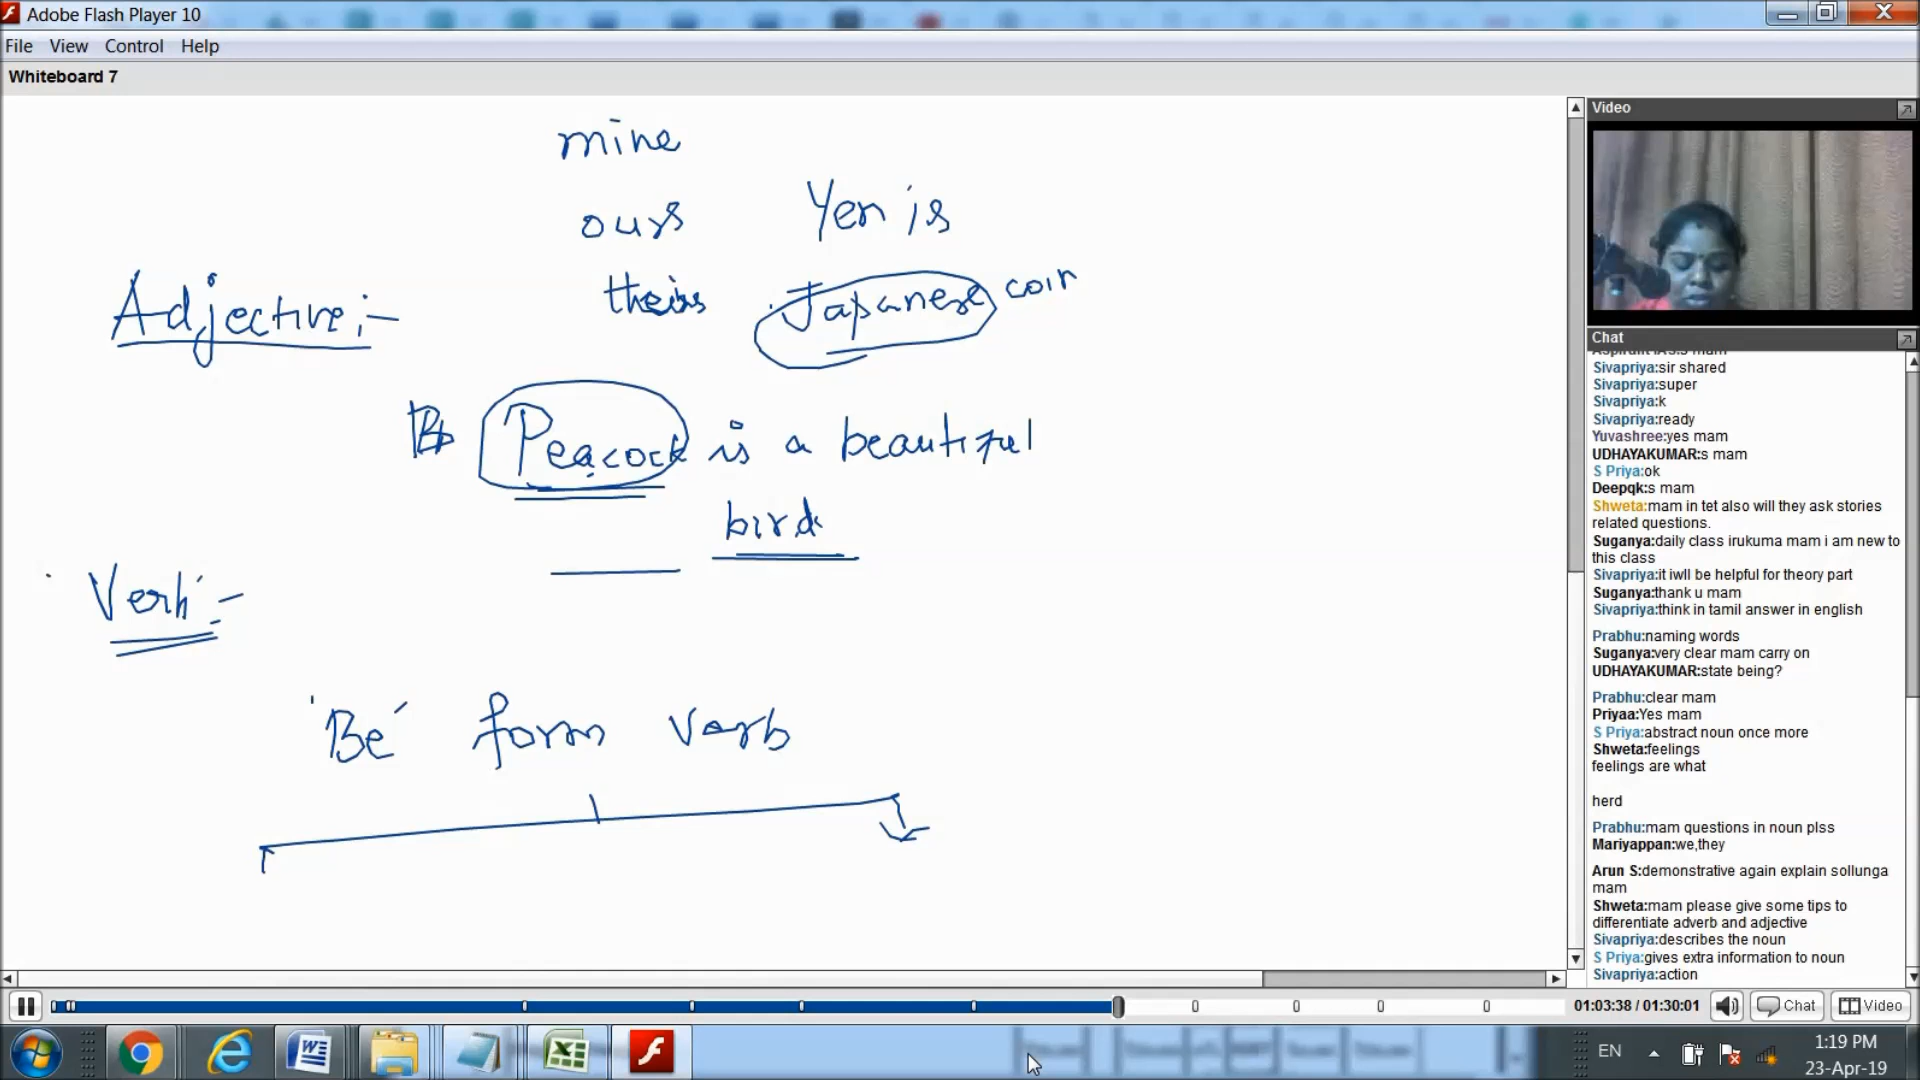 Adobe Flash Player 10
File View Control Help
Whiteboard 7
mine
ours
Yen is
theirs
Japanese coin
Adjective:-
Peacock is a beautiful
bird
Verb:-
'Be' form verb
Video
Chat
Sivapriya:sir shared
Sivapriya:super
Sivapriya:k
Sivapriya:ready
Yuvashree:yes mam
UDHAYAKUMAR:s mam
S Priya:ok
Deepqk:s mam
Shweta:mam in tet also will they ask stories
related questions.
Suganya:daily class irukuma mam i am new to
this class
Sivapriya:it iwll be helpful for theory part
Suganya:thank u mam
Sivapriya:think in tamil answer in english
Prabhu:naming words
Suganya:very clear mam carry on
UDHAYAKUMAR:state being?
Prabhu:clear mam
Priyaa:Yes mam
S Priya:abstract noun once more
Shweta:feelings
feelings are what
herd
Prabhu:mam questions in noun plss
Mariyappan:we,they
Arun S:demonstrative again explain sollunga
mam
Shweta:mam please give some tips to
differentiate adverb and adjective
Sivapriya:describes the noun
S Priya:gives extra information to noun
Sivapriya:action
01:03:38 / 01:30:01
Chat
Video
EN
1:19 PM
23-Apr-19